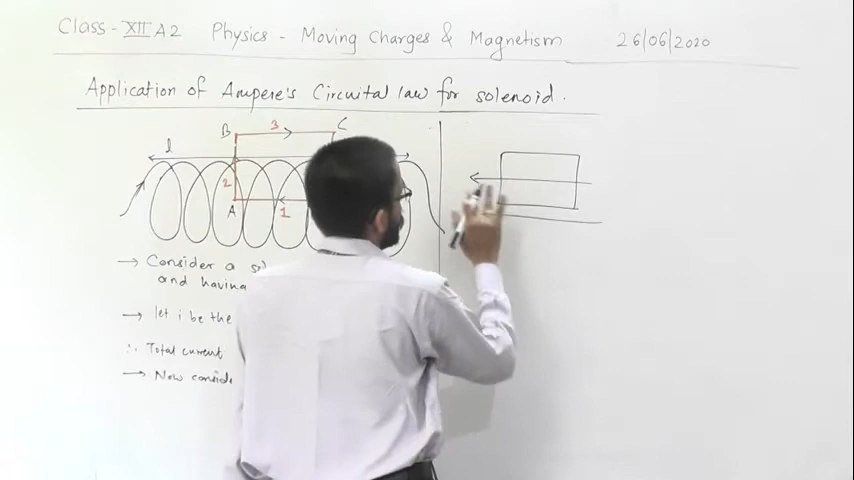 Class - XII A2 Physics - Moving Charges & Magnetism 26/06/2020
Application of Ampere's Circuital law for solenoid.
B 3 C
l
2
A 1
→ Consider a
and having
→ let i be the
∴ Total current
→ Now